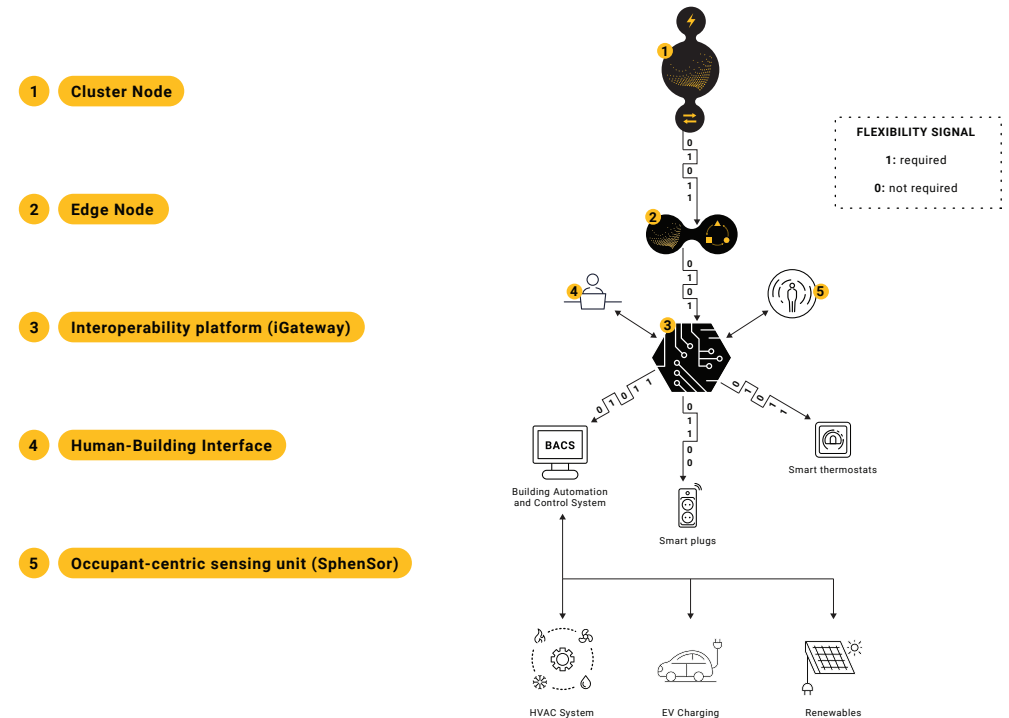 1 Cluster Node
2 Edge Node
3 Interoperability platform (iGateway)
4 Human-Building Interface
5 Occupant-centric sensing unit (SphenSor)
1
0
1
0
1
1
FLEXIBILITY SIGNAL
1: required
0: not required
2
0
1
0
1
4
5
3
0 1 0 1 1
0
1
1
0
0
0 1 0 1 1
BACS
Building Automation
and Control System
Smart plugs
Smart thermostats
HVAC System
EV Charging
Renewables